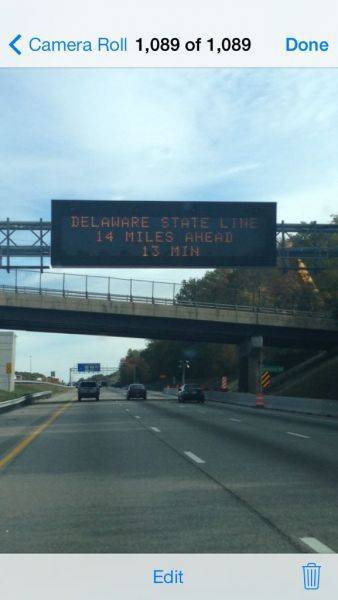 Camera Roll 1,089 of 1,089 Done
DELAWARE STATE LINE
14 MILES AHEAD
13 MIN
Edit